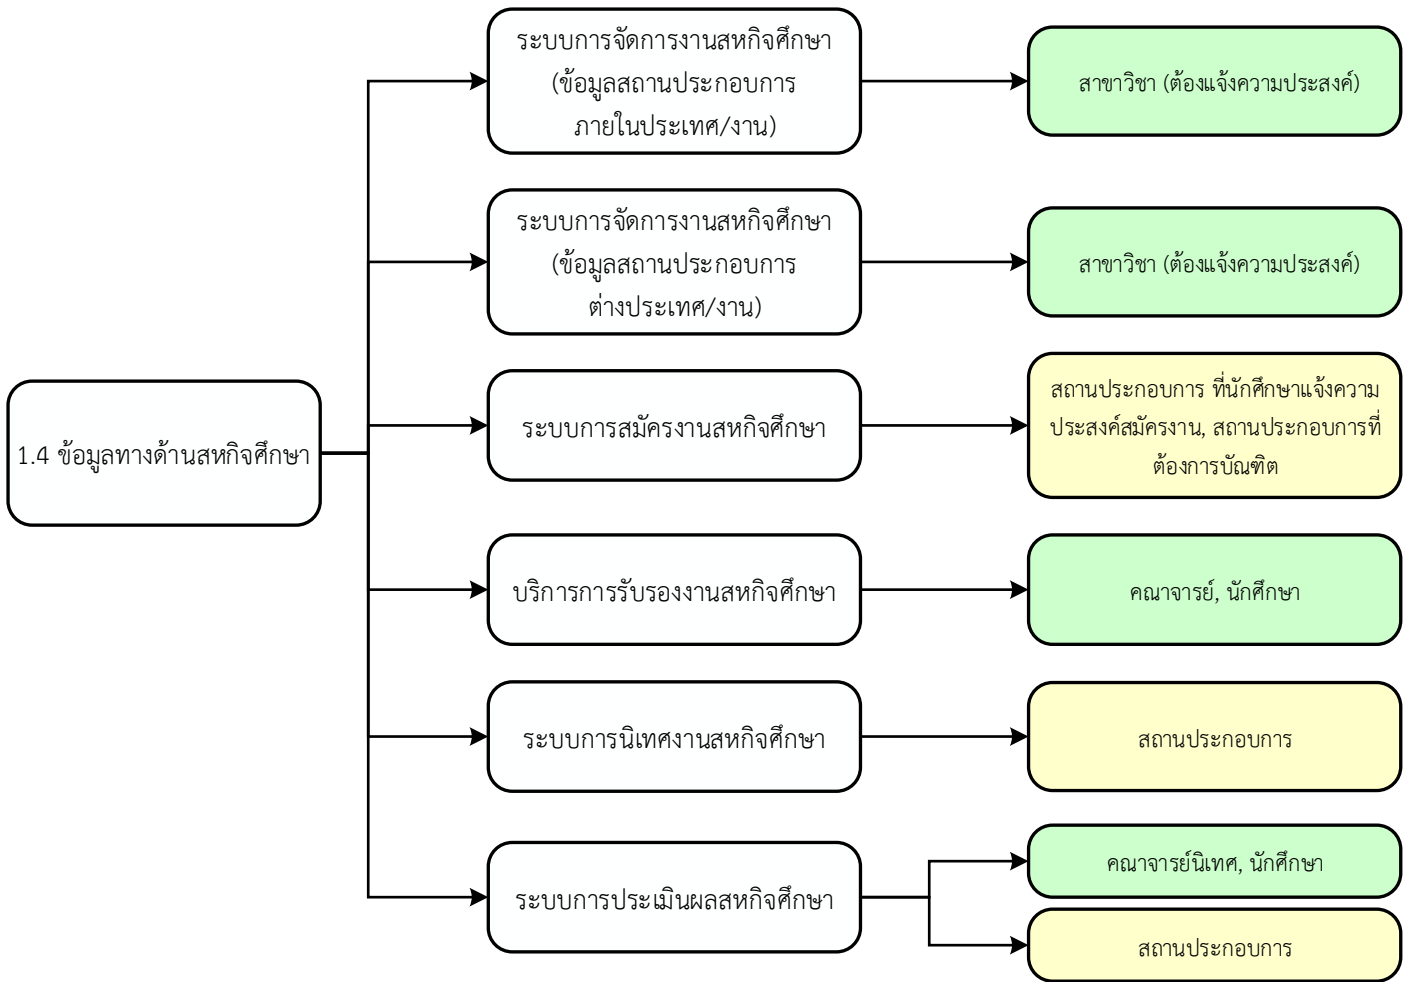 1.4 ข้อมูลทางด้านสหกิจศึกษา
ระบบการจัดการงานสหกิจศึกษา
(ข้อมูลสถานประกอบการ
ภายในประเทศ/งาน)
สาขาวิชา (ต้องแจ้งความประสงค์)
ระบบการจัดการงานสหกิจศึกษา
(ข้อมูลสถานประกอบการ
ต่างประเทศ/งาน)
สาขาวิชา (ต้องแจ้งความประสงค์)
ระบบการสมัครงานสหกิจศึกษา
สถานประกอบการ ที่นักศึกษาแจ้งความ
ประสงค์สมัครงาน, สถานประกอบการที่
ต้องการบัณฑิต
บริการการรับรองงานสหกิจศึกษา
คณาจารย์, นักศึกษา
ระบบการนิเทศงานสหกิจศึกษา
สถานประกอบการ
ระบบการประเมินผลสหกิจศึกษา
คณาจารย์นิเทศ, นักศึกษา
สถานประกอบการ